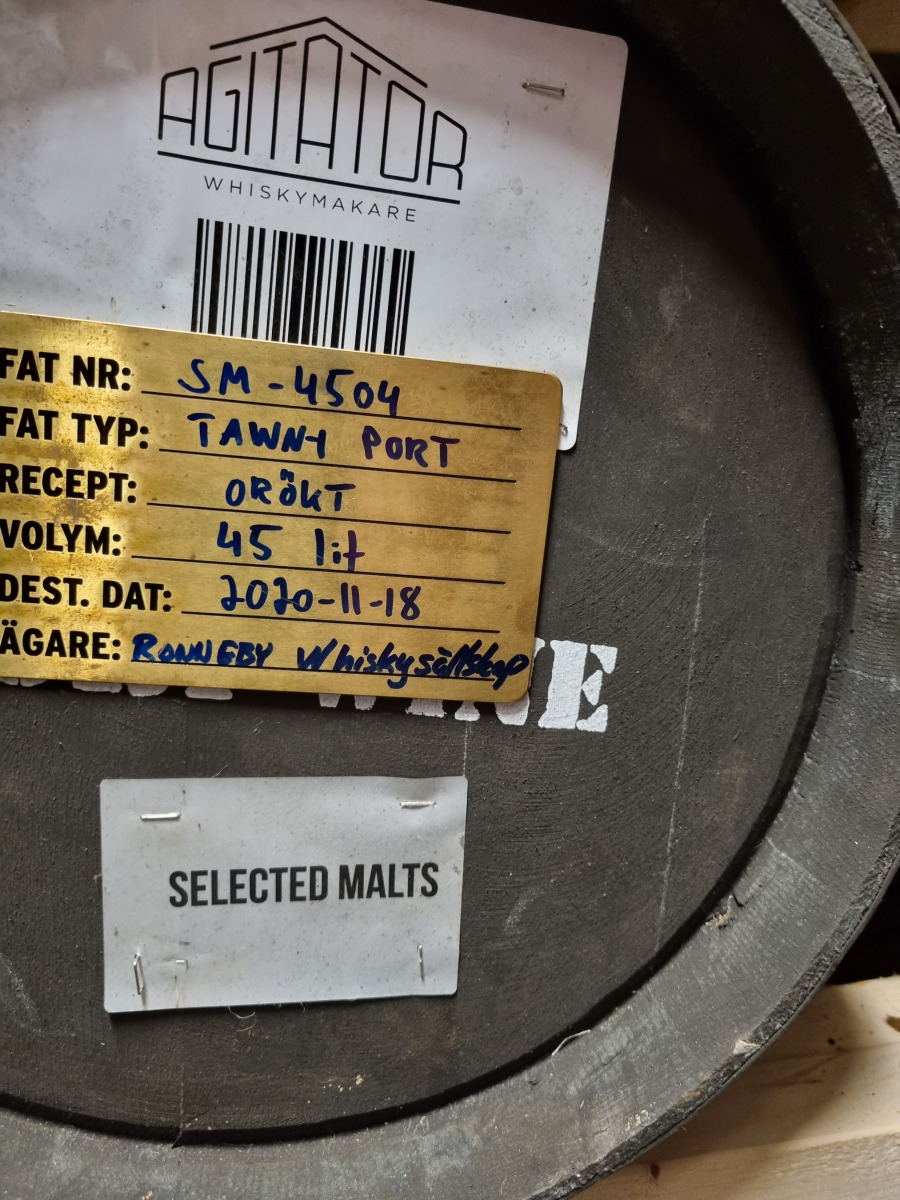 AGITATOR
WHISKYMAKARE
FAT NR: SM-4504
FAT TYP: TAWNY PORT
RECEPT: ORÖKT
VOLYM: 45 lit
DEST. DAT: 2020-11-18
ÄGARE: RONNEBY Whiskysällskap
WINE
SELECTED MALTS